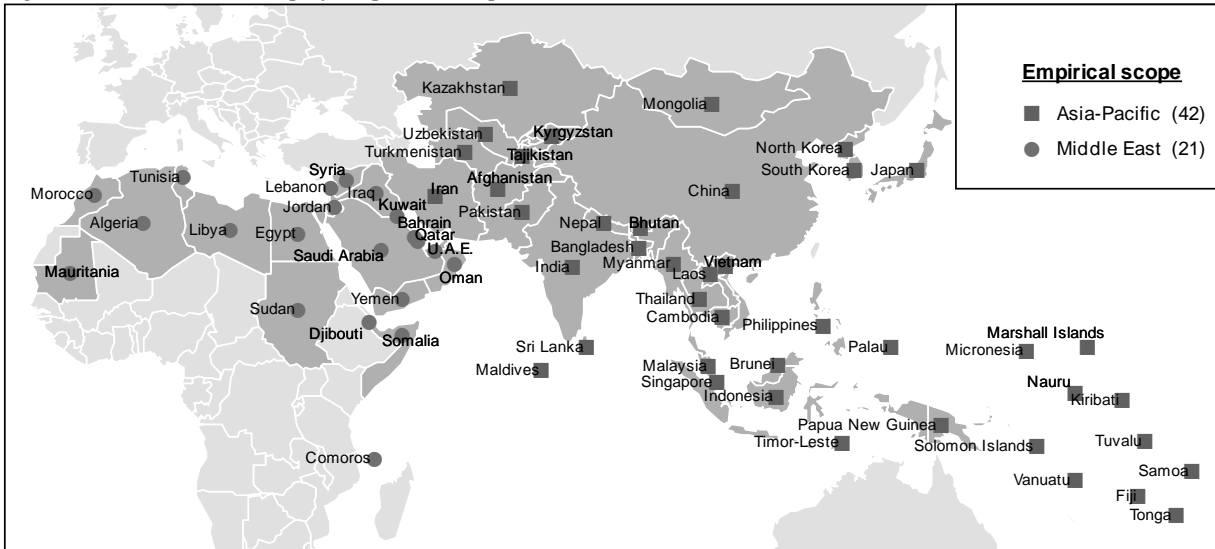 Empirical scope
Asia-Pacific (42)
Middle East (21)
Kazakhstan
Mongolia
Uzbekistan
Kyrgyzstan
Turkmenistan
Tajikistan
North Korea
South Korea
Japan
Tunisia
Syria
Afghanistan
Morocco
Lebanon
Iraq
Iran
China
Jordan
Kuwait
Pakistan
Algeria
Libya
Egypt
Bahrain
Qatar
Nepal
Bhutan
Saudi Arabia
U.A.E.
Bangladesh
Mauritania
Oman
India
Myanmar
Vietnam
Laos
Sudan
Yemen
Thailand
Cambodia
Philippines
Djibouti
Somalia
Sri Lanka
Palau
Marshall Islands
Micronesia
Maldives
Malaysia
Brunei
Singapore
Nauru
Indonesia
Kiribati
Papua New Guinea
Timor-Leste
Solomon Islands
Tuvalu
Comoros
Vanuatu
Samoa
Fiji
Tonga